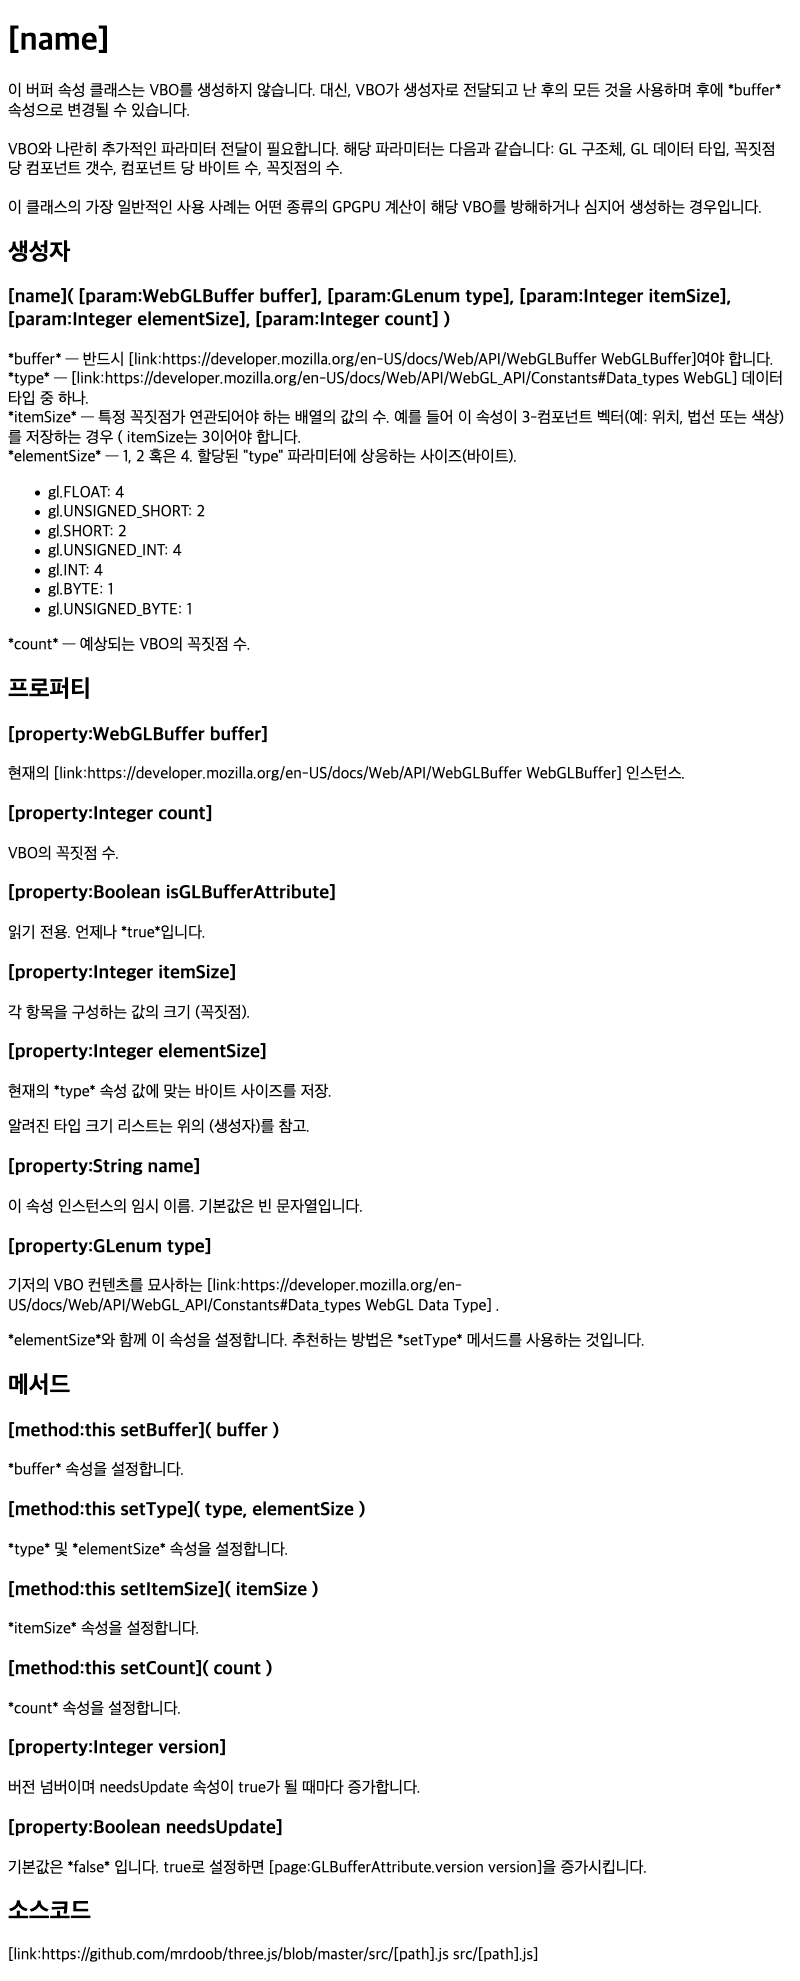 [name]
이 버퍼 속성 클래스는 VBO를 생성하지 않습니다. 대신, VBO가 생성자로 전달되고 난 후의 모든 것을 사용하며 후에 *buffer*
속성으로 변경될 수 있습니다.
VBO와 나란히 추가적인 파라미터 전달이 필요합니다. 해당 파라미터는 다음과 같습니다: GL 구조체, GL 데이터 타입, 꼭짓점
당 컴포넌트 갯수, 컴포넌트 당 바이트 수, 꼭짓점의 수.
이 클래스의 가장 일반적인 사용 사례는 어떤 종류의 GPGPU 계산이 해당 VBO를 방해하거나 심지어 생성하는 경우입니다.
생성자
[name]( [param:WebGLBuffer buffer], [param:GLenum type], [param:Integer itemSize],
[param:Integer elementSize], [param:Integer count] )
*buffer* — 반드시 [link:https://developer.mozilla.org/en-US/docs/Web/API/WebGLBuffer WebGLBuffer]여야 합니다.
*type* — [link:https://developer.mozilla.org/en-US/docs/Web/API/WebGL_API/Constants#Data_types WebGL] 데이터
타입 중 하나.
*itemSize* — 특정 꼭짓점가 연관되어야 하는 배열의 값의 수. 예를 들어 이 속성이 3-컴포넌트 벡터(예: 위치, 법선 또는 색상)
를 저장하는 경우 ( itemSize는 3이어야 합니다.
*elementSize* — 1, 2 혹은 4. 할당된 "type" 파라미터에 상응하는 사이즈(바이트).
• gl.FLOAT: 4
• gl.UNSIGNED_SHORT: 2
• gl.SHORT: 2
• gl.UNSIGNED_INT: 4
• gl.INT: 4
• gl.BYTE: 1
• gl.UNSIGNED_BYTE: 1
*count* — 예상되는 VBO의 꼭짓점 수.
프로퍼티
[property:WebGLBuffer buffer]
현재의 [link:https://developer.mozilla.org/en-US/docs/Web/API/WebGLBuffer WebGLBuffer] 인스턴스.
[property:Integer count]
VBO의 꼭짓점 수.
[property:Boolean isGLBufferAttribute]
읽기 전용. 언제나 *true*입니다.
[property:Integer itemSize]
각 항목을 구성하는 값의 크기 (꼭짓점).
[property:Integer elementSize]
현재의 *type* 속성 값에 맞는 바이트 사이즈를 저장.
알려진 타입 크기 리스트는 위의 (생성자)를 참고.
[property:String name]
이 속성 인스턴스의 임시 이름. 기본값은 빈 문자열입니다.
[property:GLenum type]
기저의 VBO 컨텐츠를 묘사하는 [link:https://developer.mozilla.org/en-
US/docs/Web/API/WebGL_API/Constants#Data_types WebGL Data Type] .
*elementSize*와 함께 이 속성을 설정합니다. 추천하는 방법은 *setType* 메서드를 사용하는 것입니다.
메서드
[method:this setBuffer]( buffer )
*buffer* 속성을 설정합니다.
[method:this setType]( type, elementSize )
*type* 및 *elementSize* 속성을 설정합니다.
[method:this setItemSize]( itemSize )
*itemSize* 속성을 설정합니다.
[method:this setCount]( count )
*count* 속성을 설정합니다.
[property:Integer version]
버전 넘버이며 needsUpdate 속성이 true가 될 때마다 증가합니다.
[property:Boolean needsUpdate]
기본값은 *false* 입니다. true로 설정하면 [page:GLBufferAttribute.version version]을 증가시킵니다.
소스코드
[link:https://github.com/mrdoob/three.js/blob/master/src/[path].js src/[path].js]